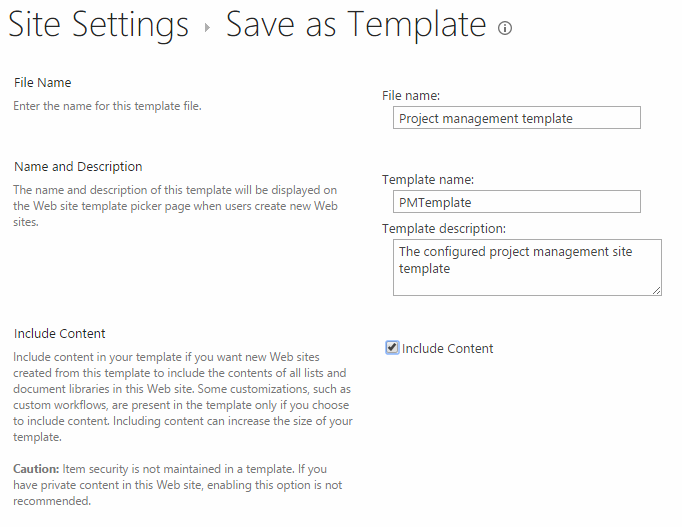 Site Settings ▸ Save as Template
File Name
Enter the name for this template file.
File name:
Project management template
Name and Description
The name and description of this template will be displayed on
the Web site template picker page when users create new Web
sites.
Template name:
PMTemplate
Template description:
The configured project management site
template
Include Content
Include content in your template if you want new Web sites
created from this template to include the contents of all lists and
document libraries in this Web site. Some customizations, such as
custom workflows, are present in the template only if you choose
to include content. Including content can increase the size of your
template.
Caution: Item security is not maintained in a template. If you
have private content in this Web site, enabling this option is not
recommended.
Include Content